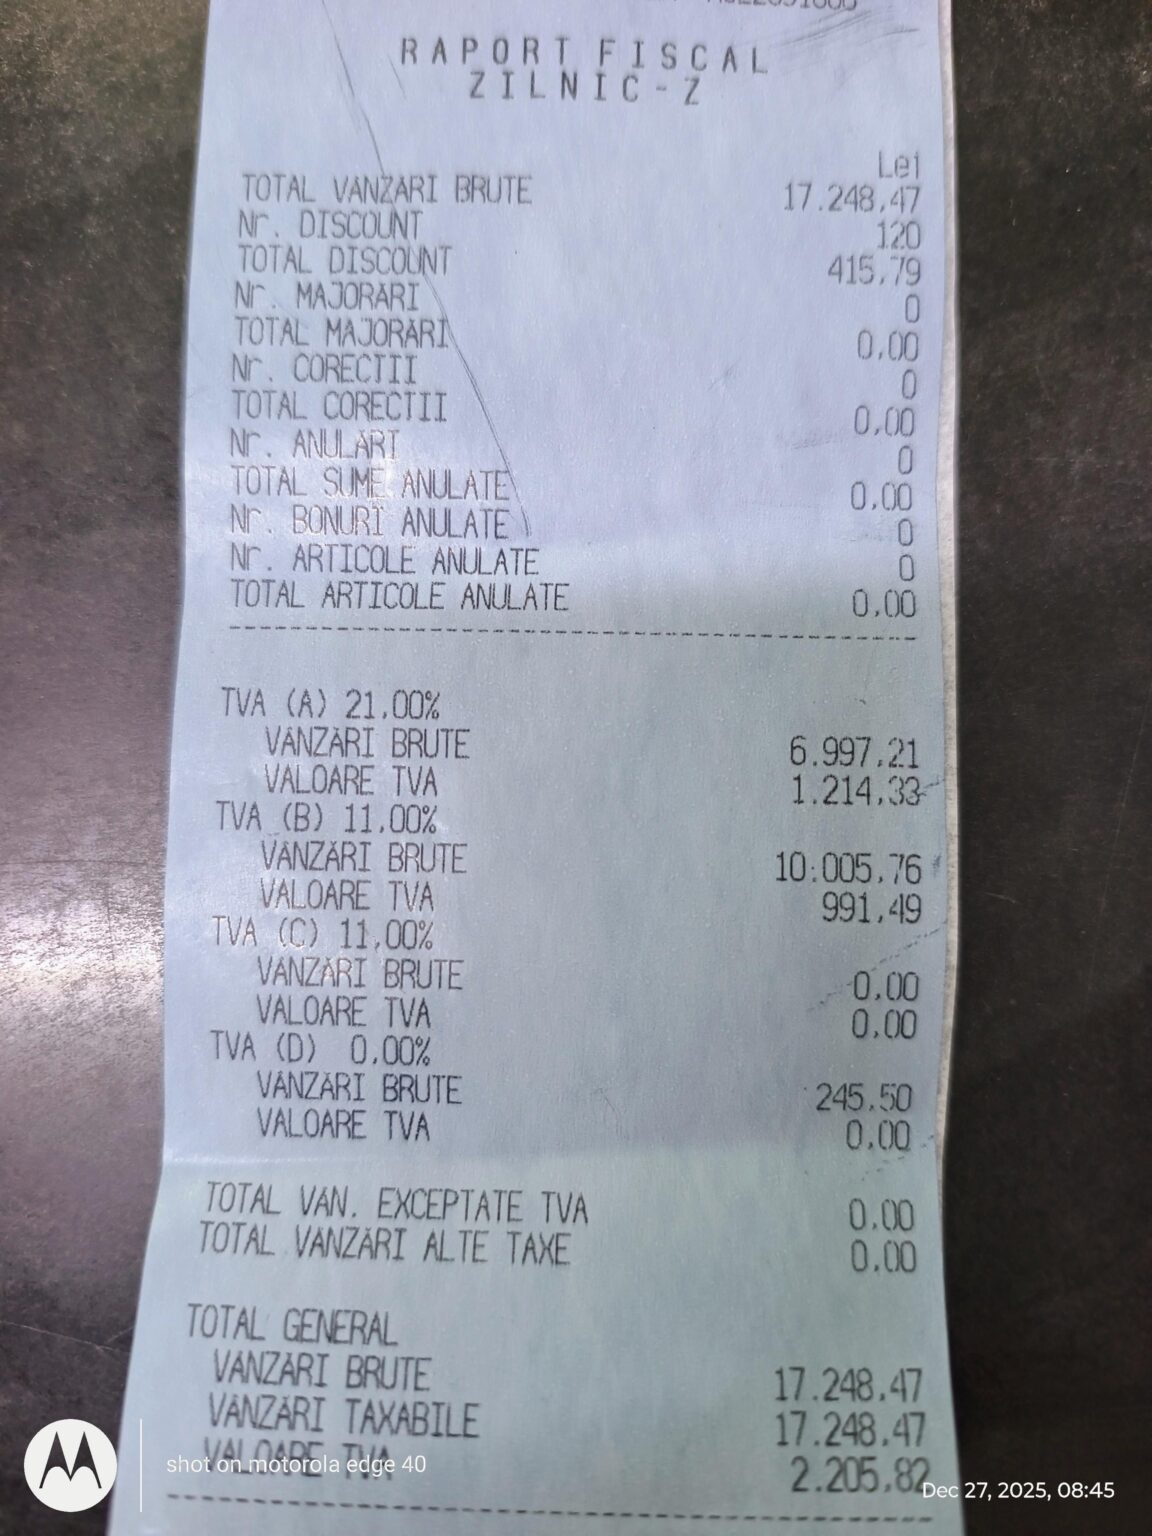 RAPORT FISCAL
ZILNIC-Z
Lei
TOTAL VANZARI BRUTE 17.248,47
Nr. DISCOUNT 120
TOTAL DISCOUNT 415,79
Nr. MAJORARI 0
TOTAL MAJORARI 0,00
Nr. CORECTII 0
TOTAL CORECTII 0,00
Nr. ANULARI 0
TOTAL SUME ANULATE 0,00
Nr. BONURI ANULATE 0
Nr. ARTICOLE ANULATE 0
TOTAL ARTICOLE ANULATE 0,00
TVA (A) 21,00%
VANZARI BRUTE 6.997,21
VALOARE TVA 1.214,33
TVA (B) 11,00%
VANZARI BRUTE 10.005,76
VALOARE TVA 991,49
TVA (C) 11,00%
VANZARI BRUTE 0,00
VALOARE TVA 0,00
TVA (D) 0,00%
VANZARI BRUTE 245,50
VALOARE TVA 0,00
TOTAL VAN. EXCEPTATE TVA 0,00
TOTAL VANZARI ALTE TAXE 0,00
TOTAL GENERAL
VANZARI BRUTE 17.248,47
VANZARI TAXABILE 17.248,47
VALOARE TVA 2.205,82
shot on motorola edge 40
Dec 27, 2025, 08:45